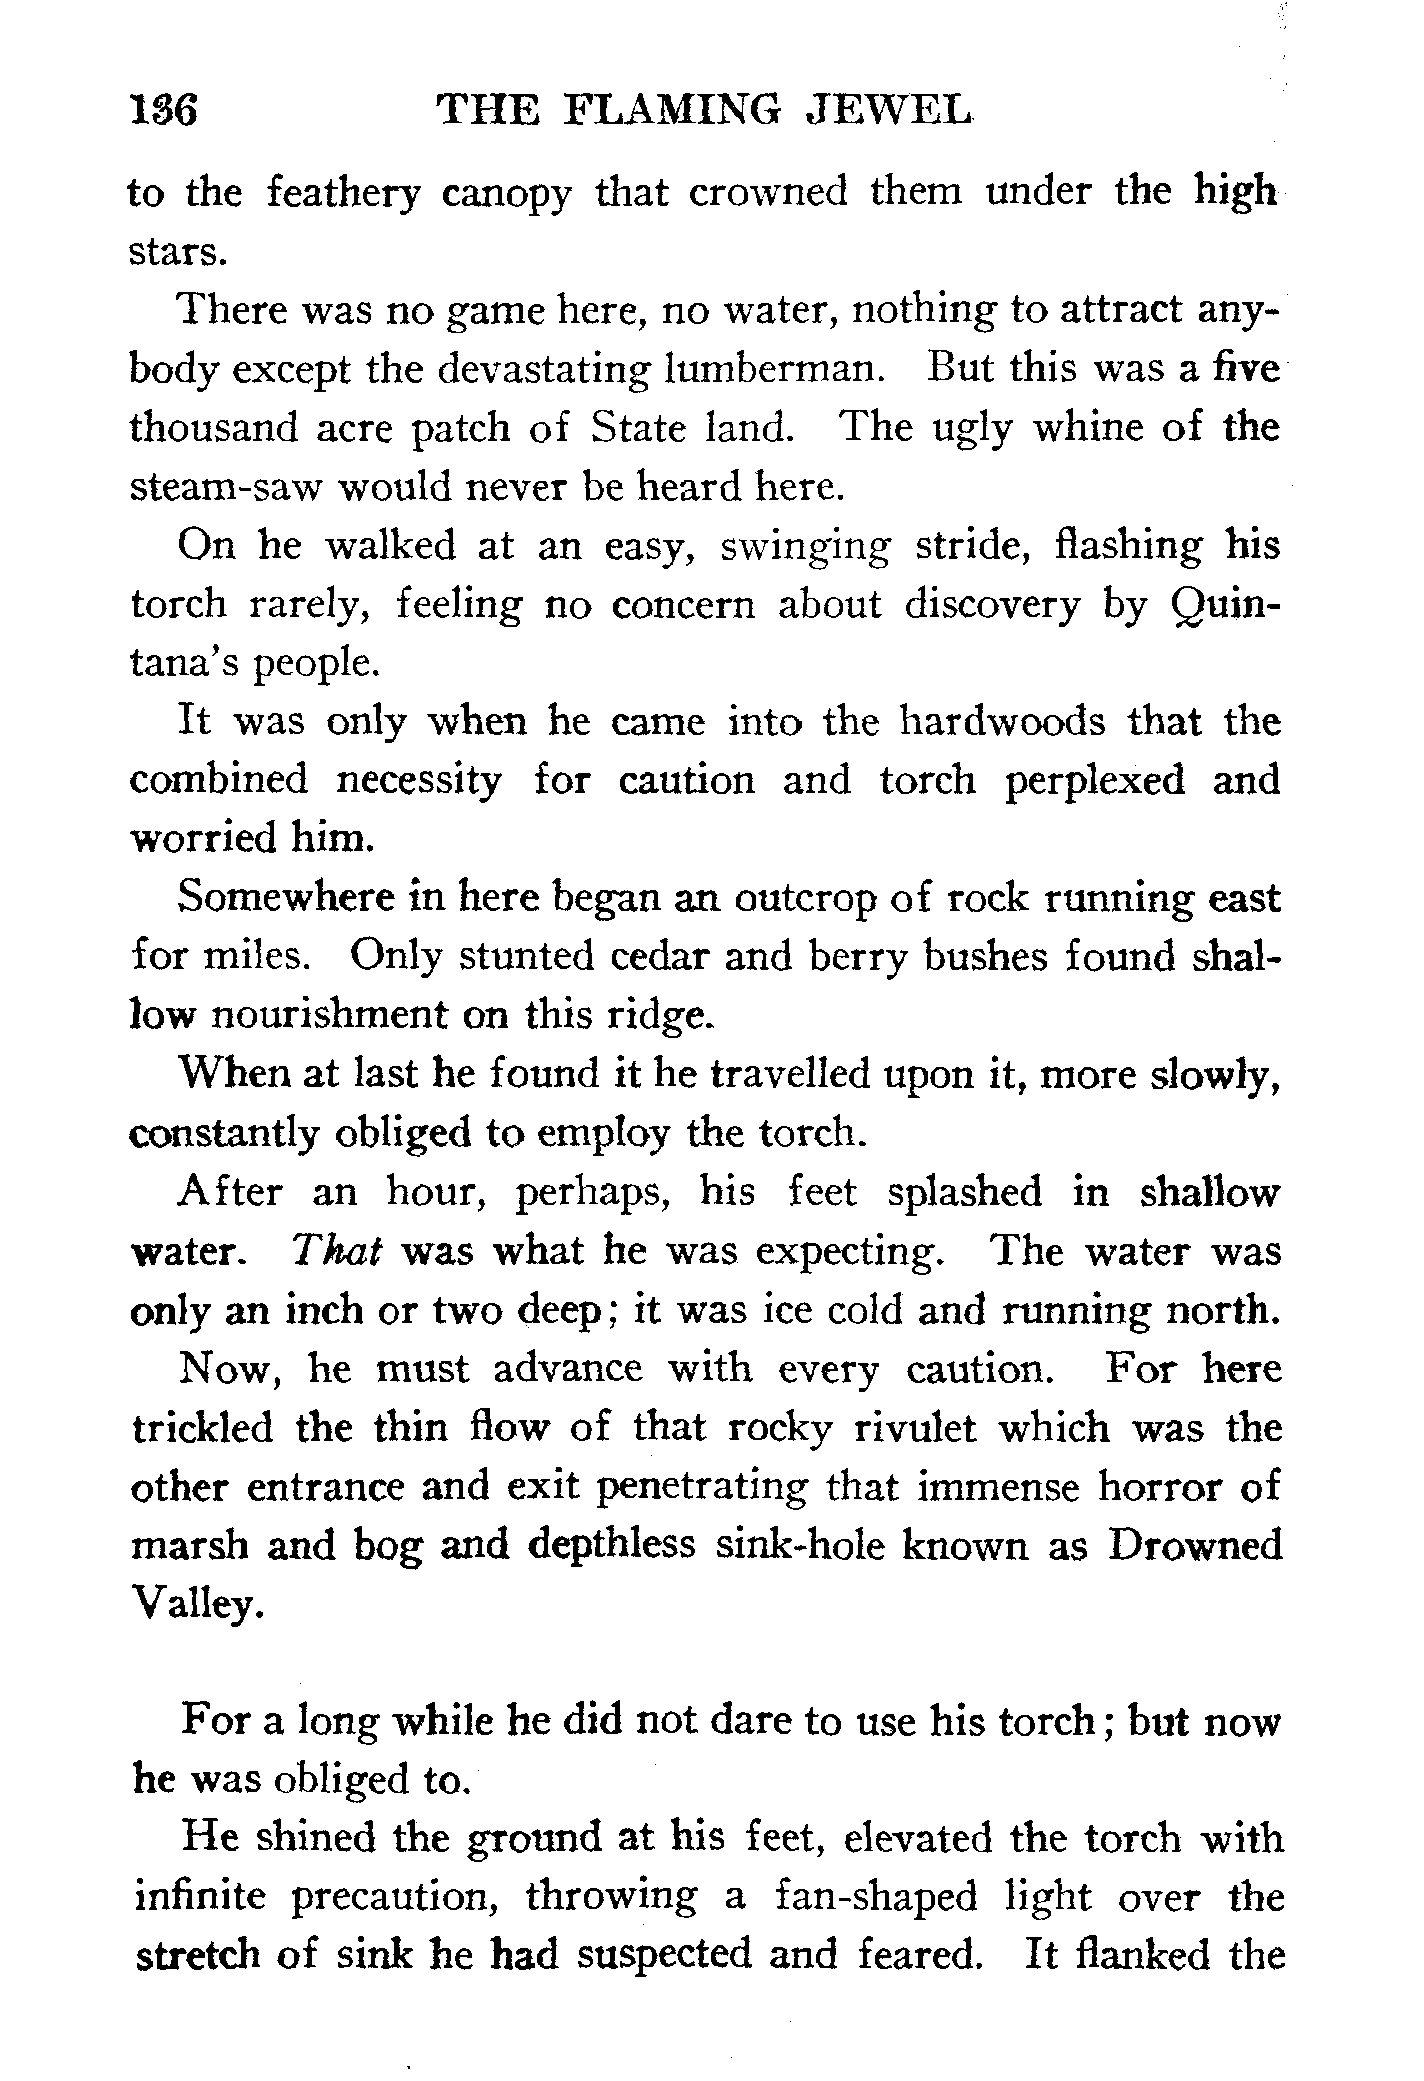 136 THE FLAMING JEWEL
to the feathery canopy that crowned them under the high
stars.
There was no game here, no water, nothing to attract any-
body except the devastating lumberman. But this was a five
thousand acre patch of State land. The ugly whine of the
steam-saw would never be heard here.
On he walked at an easy, swinging stride, flashing his
torch rarely, feeling no concern about discovery by Quin-
tana's people.
It was only when he came into the hardwoods that the
combined necessity for caution and torch perplexed and
worried him.
Somewhere in here began an outcrop of rock running east
for miles. Only stunted cedar and berry bushes found shal-
low nourishment on this ridge.
When at last he found it he travelled upon it, more slowly,
constantly obliged to employ the torch.
After an hour, perhaps, his feet splashed in shallow
water. That was what he was expecting. The water was
only an inch or two deep; it was ice cold and running north.
Now, he must advance with every caution. For here
trickled the thin flow of that rocky rivulet which was the
other entrance and exit penetrating that immense horror of
marsh and bog and depthless sink-hole known as Drowned
Valley.
For a long while he did not dare to use his torch; but now
he was obliged to.
He shined the ground at his feet, elevated the torch with
infinite precaution, throwing a fan-shaped light over the
stretch of sink he had suspected and feared. It flanked the